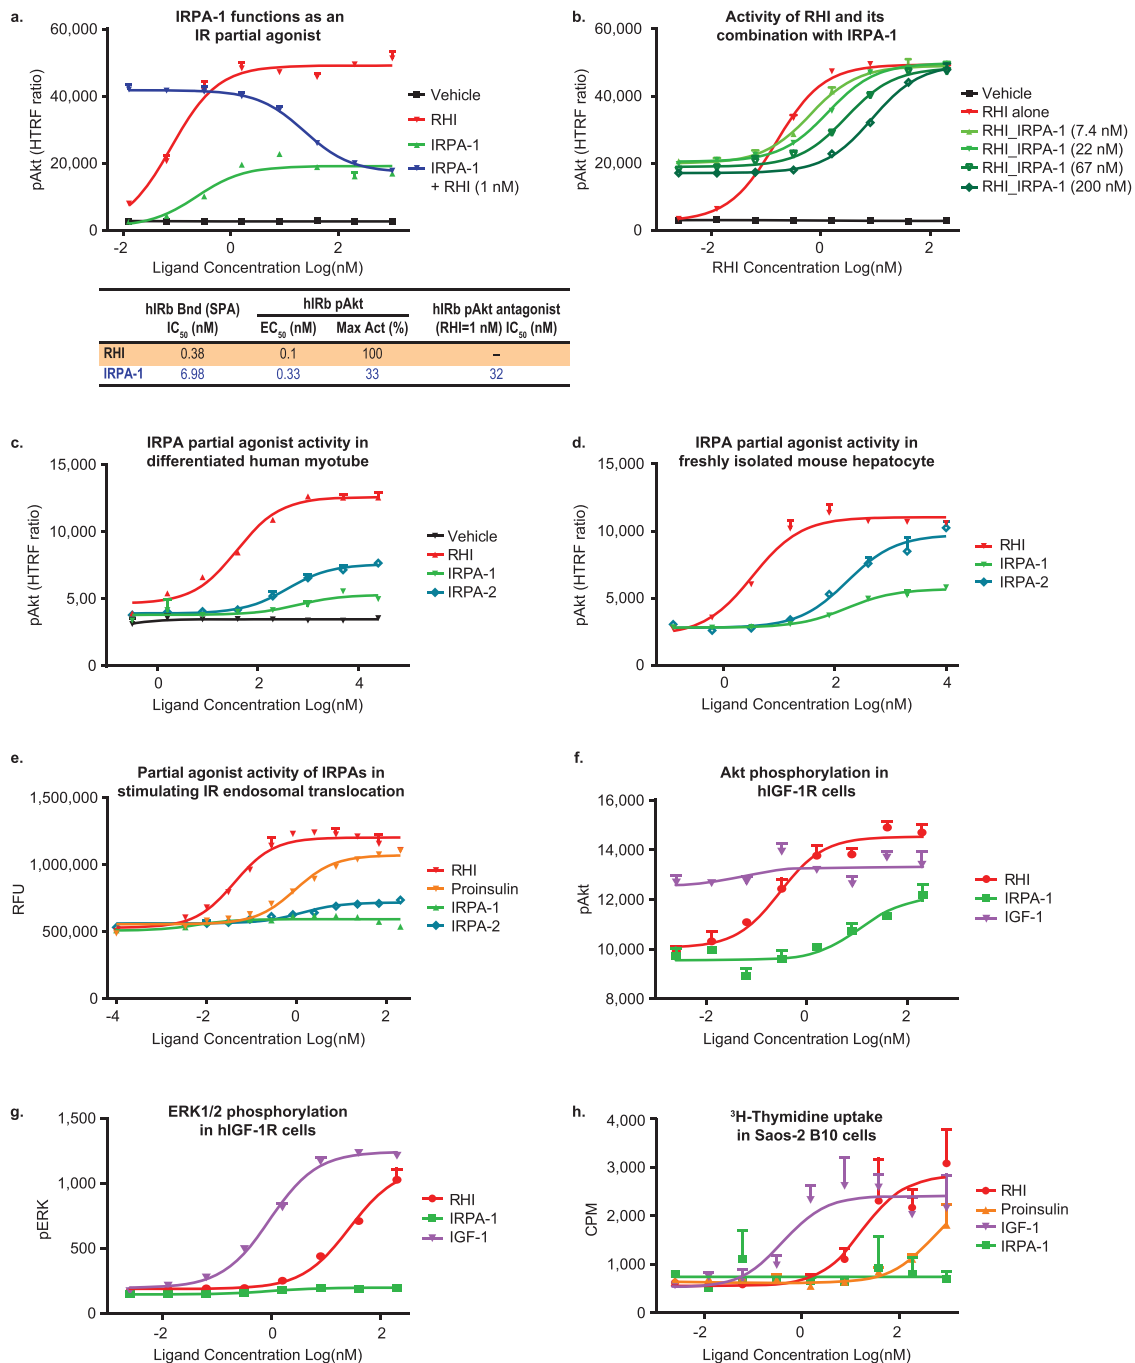 a.
IRPA-1 functions as an
IR partial agonist
60,000
40,000
20,000
0
pAkt (HTRF ratio)
-2
0
2
Ligand Concentration Log(nM)
Vehicle
RHI
IRPA-1
IRPA-1
+ RHI (1 nM)
b.
Activity of RHI and its
combination with IRPA-1
60,000
40,000
20,000
0
pAkt (HTRF ratio)
-2
0
2
RHI Concentration Log(nM)
Vehicle
RHI alone
RHI_IRPA-1 (7.4 nM)
RHI_IRPA-1 (22 nM)
RHI_IRPA-1 (67 nM)
RHI_IRPA-1 (200 nM)
hIRb Bnd (SPA) hIRb pAkt hIRb pAkt antagonist
IC50 (nM) EC50 (nM) Max Act (%) (RHI=1 nM) IC50 (nM)
RHI 0.38 0.1 100 –
IRPA-1 6.98 0.33 33 32
c.
IRPA partial agonist activity in
differentiated human myotube
15,000
10,000
5,00
0
pAkt (HTRF ratio)
0
2
4
Ligand Concentration Log(nM)
Vehicle
RHI
IRPA-1
IRPA-2
d.
IRPA partial agonist activity in
freshly isolated mouse hepatocyte
15,000
10,000
5,000
0
pAkt (HTRF ratio)
0
2
4
Ligand Concentration Log(nM)
RHI
IRPA-1
IRPA-2
e.
Partial agonist activity of IRPAs in
stimulating IR endosomal translocation
1,500,000
1,000,000
500,000
0
RFU
-4
-2
0
2
Ligand Concentration Log(nM)
RHI
Proinsulin
IRPA-1
IRPA-2
f.
Akt phosphorylation in
hIGF-1R cells
16,000
14,000
12,000
10,000
8,000
pAkt
-2
0
2
Ligand Concentration Log(nM)
RHI
IRPA-1
IGF-1
g.
ERK1/2 phosphorylation
in hIGF-1R cells
1,500
1,000
500
0
pERK
-2
0
2
Ligand Concentration Log(nM)
RHI
IRPA-1
IGF-1
h.
³H-Thymidine uptake
in Saos-2 B10 cells
4,000
3,000
2,000
1,000
0
CPM
-2
0
2
Ligand Concentration Log(nM)
RHI
Proinsulin
IGF-1
IRPA-1